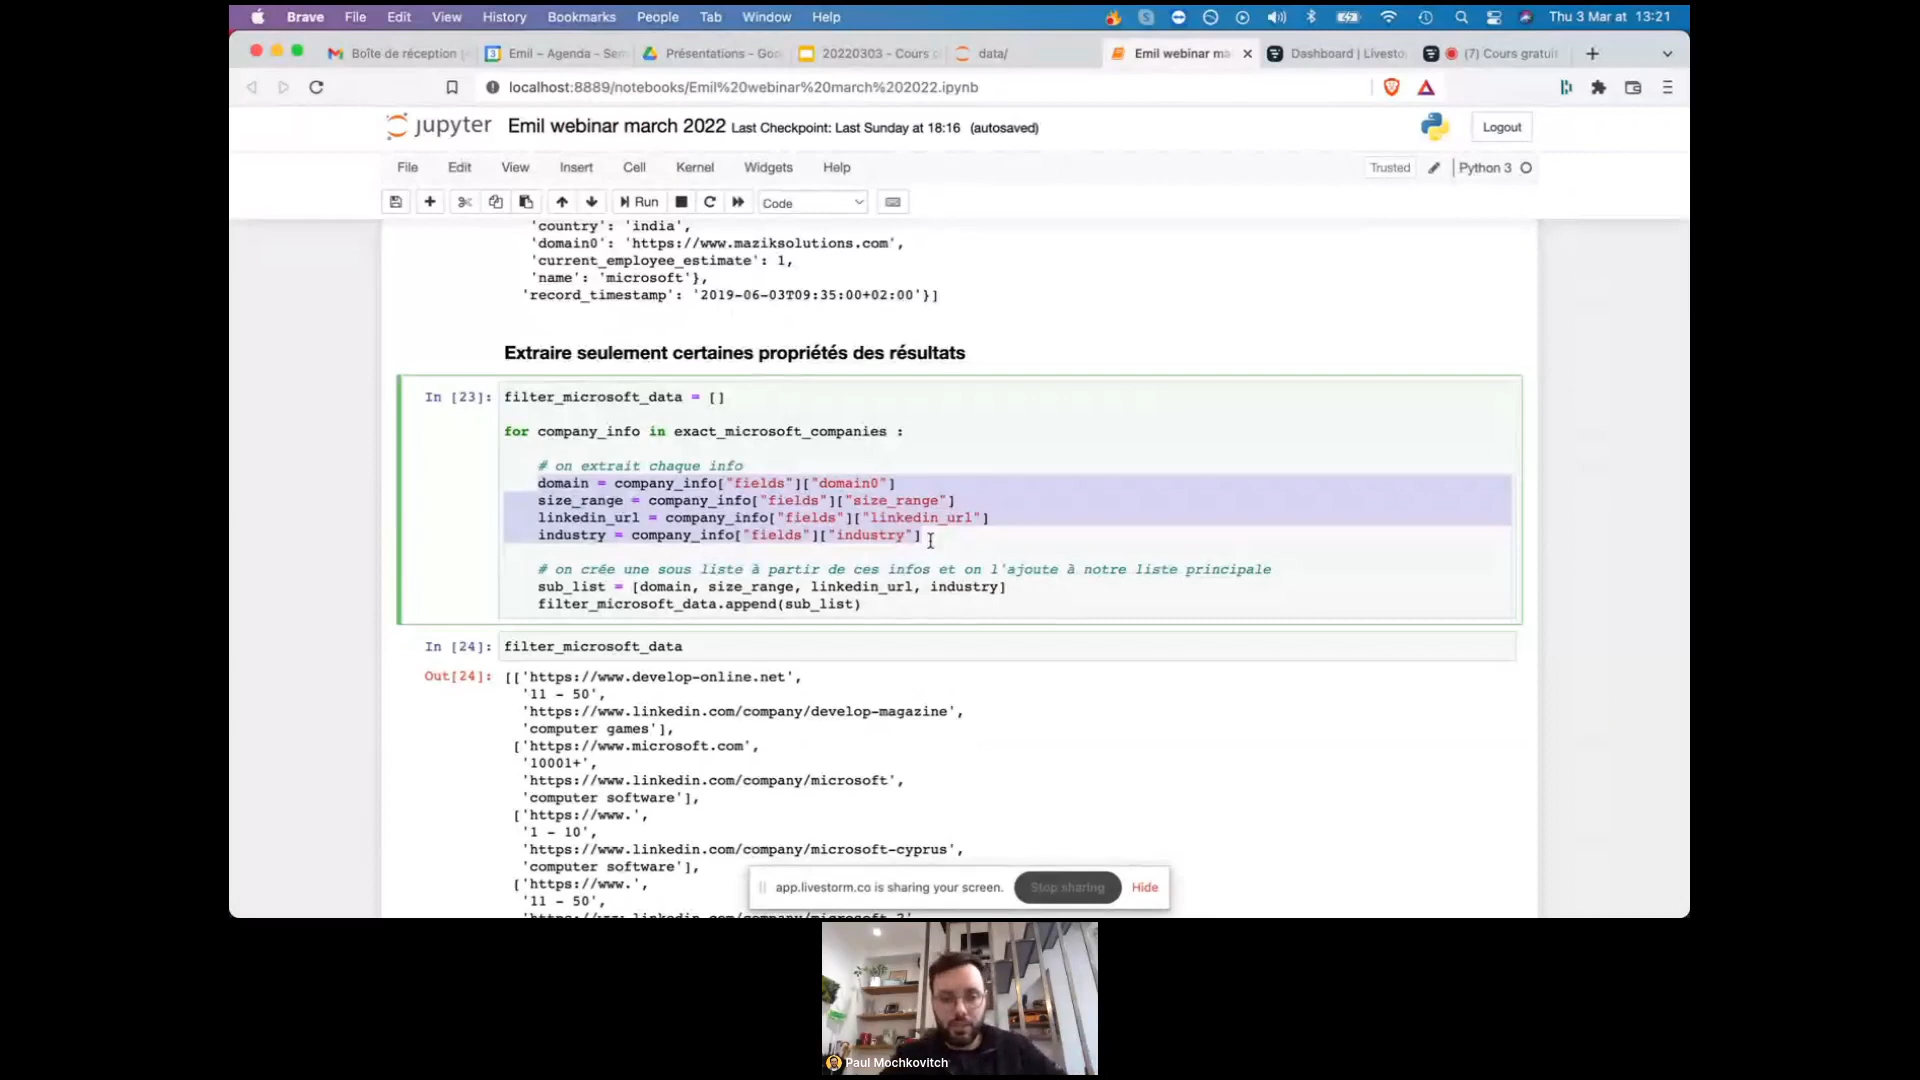 Brave File Edit View History Bookmarks People Tab Window Help Thu 3 Mar at 13:21
Boîte de réception Emil – Agenda - Sem Présentations - Goo 20220303 - Cours c data/ Emil webinar ma Dashboard | Livesto (7) Cours gratuit
localhost:8889/notebooks/Emil%20webinar%20march%202022.ipynb
jupyter Emil webinar march 2022 Last Checkpoint: Last Sunday at 18:16 (autosaved) Logout
File Edit View Insert Cell Kernel Widgets Help Trusted Python 3
Run Code
'country': 'india',
'domain0': 'https://www.maziksolutions.com',
'current_employee_estimate': 1,
'name': 'microsoft'},
'record_timestamp': '2019-06-03T09:35:00+02:00'}]
Extraire seulement certaines propriétés des résultats
In [23]: filter_microsoft_data = []
for company_info in exact_microsoft_companies :
# on extrait chaque info
domain = company_info["fields"]["domain0"]
size_range = company_info["fields"]["size_range"]
linkedin_url = company_info["fields"]["linkedin_url"]
industry = company_info["fields"]["industry"]
# on crée une sous liste à partir de ces infos et on l'ajoute à notre liste principale
sub_list = [domain, size_range, linkedin_url, industry]
filter_microsoft_data.append(sub_list)
In [24]: filter_microsoft_data
Out[24]: [['https://www.develop-online.net',
'11 - 50',
'https://www.linkedin.com/company/develop-magazine',
'computer games'],
['https://www.microsoft.com',
'10001+',
'https://www.linkedin.com/company/microsoft',
'computer software'],
['https://www.',
'1 - 10',
'https://www.linkedin.com/company/microsoft-cyprus',
'computer software'],
['https://www.',
'11 - 50',
app.livestorm.co is sharing your screen. Stop sharing Hide
Paul Mochkovitch